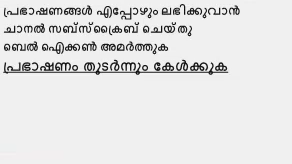 പ്രഭാഷണങ്ങൾ എപ്പോഴും ലഭിക്കുവാൻ
ചാനൽ സബ്സ്ക്രൈബ് ചെയ്തു
ബെൽ ഐക്കൺ അമർത്തുക
പ്രഭാഷണം തുടർന്നും കേൾക്കുക